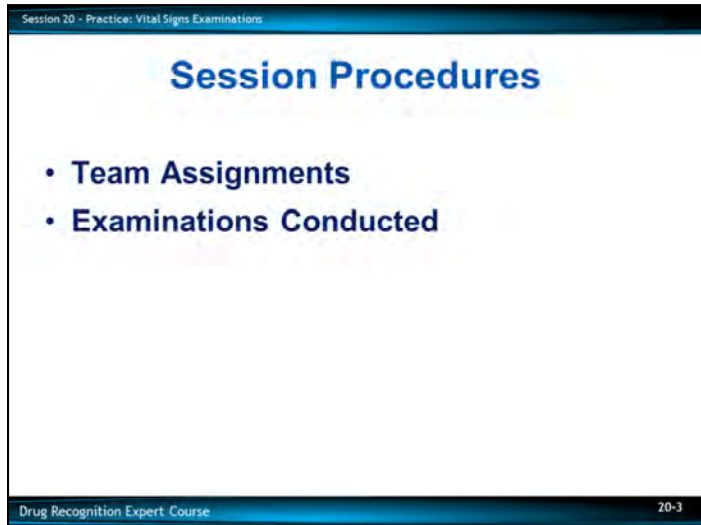 Session 20 - Practice: Vital Signs Examinations
Session Procedures
• Team Assignments
• Examinations Conducted
Drug Recognition Expert Course
20-3